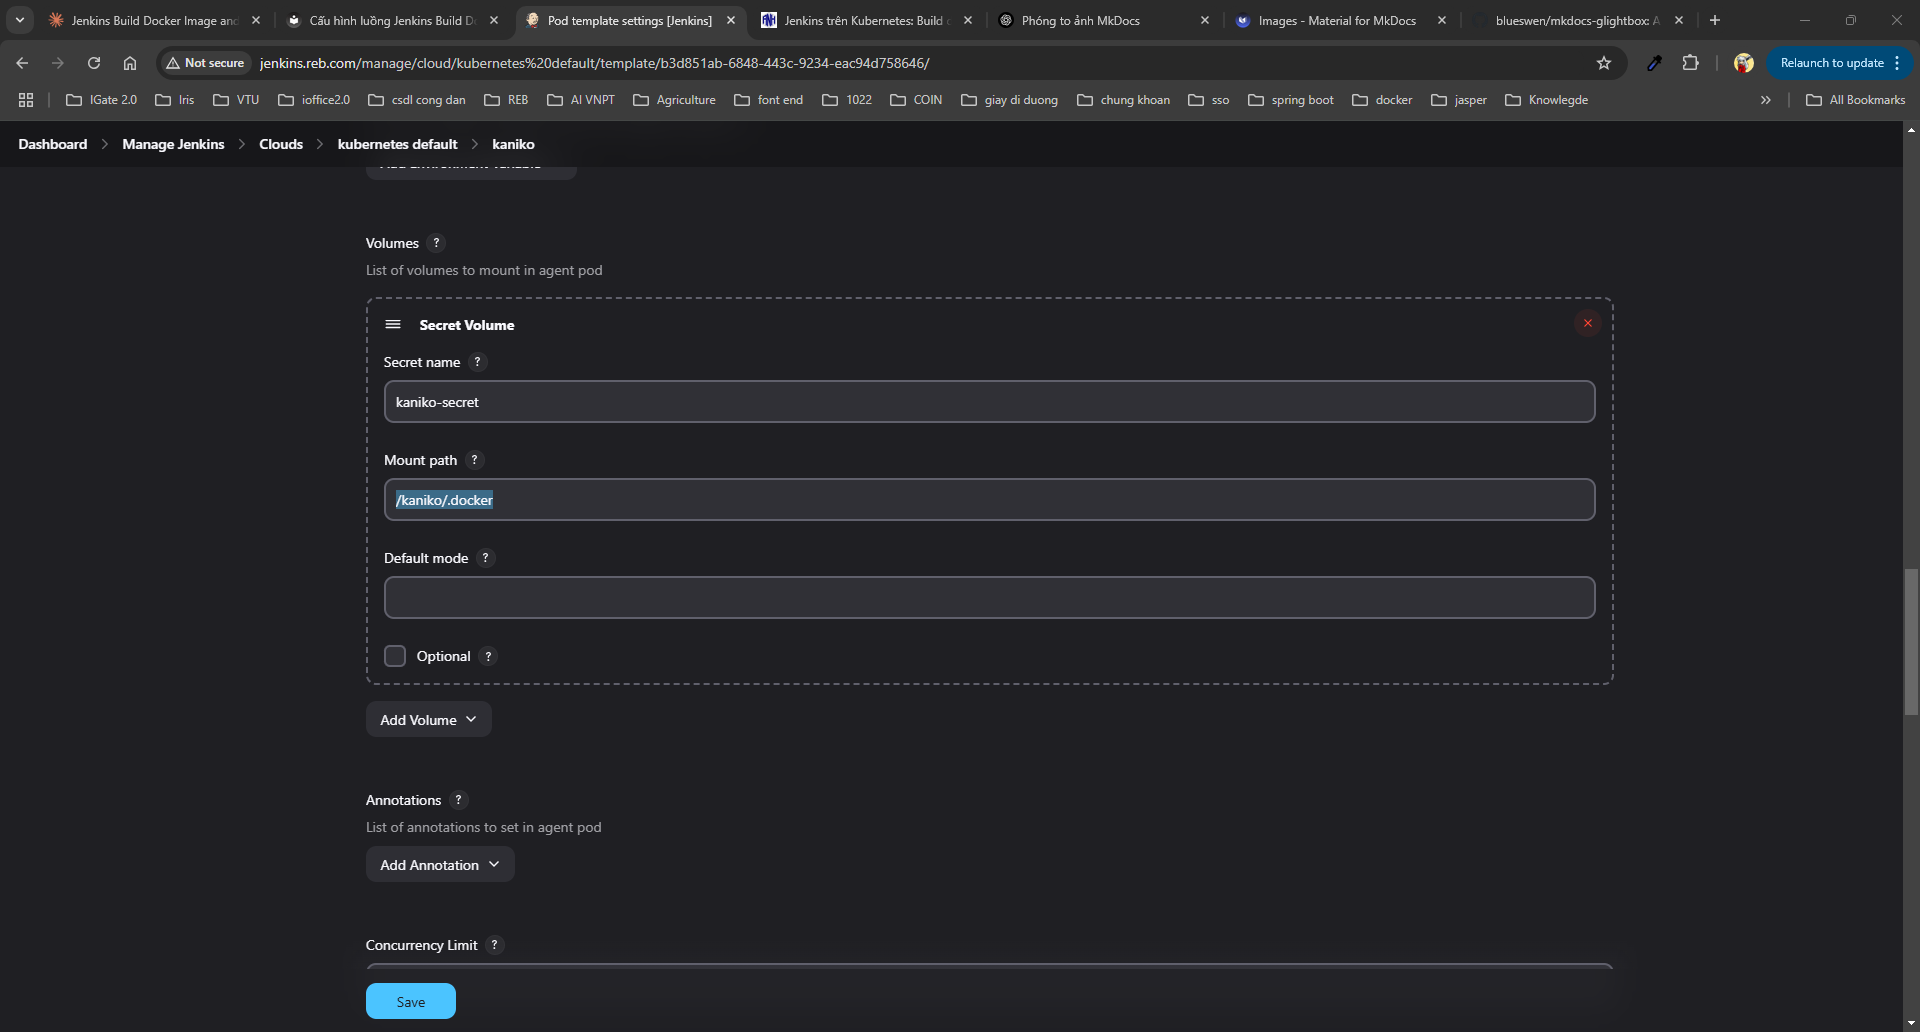 Jenkins Build Docker Image and
Cấu hình luồng Jenkins Build D
Pod template settings [Jenkins]
Jenkins trên Kubernetes: Build
Phóng to ảnh MkDocs
Images - Material for MkDocs
blueswen/mkdocs-glightbox: A
Not secure
jenkins.reb.com/manage/cloud/kubernetes%20default/template/b3d851ab-6848-443c-9234-eac94d758646/
Relaunch to update
IGate 2.0
Iris
VTU
ioffice2.0
csdl cong dan
REB
AI VNPT
Agriculture
font end
1022
COIN
giay di duong
chung khoan
sso
spring boot
docker
jasper
Knowlegde
All Bookmarks
Dashboard
Manage Jenkins
Clouds
kubernetes default
kaniko
Volumes ?
List of volumes to mount in agent pod
Secret Volume
Secret name ?
kaniko-secret
Mount path ?
/kaniko/.docker
Default mode ?
Optional ?
Add Volume
Annotations ?
List of annotations to set in agent pod
Add Annotation
Concurrency Limit ?
Save